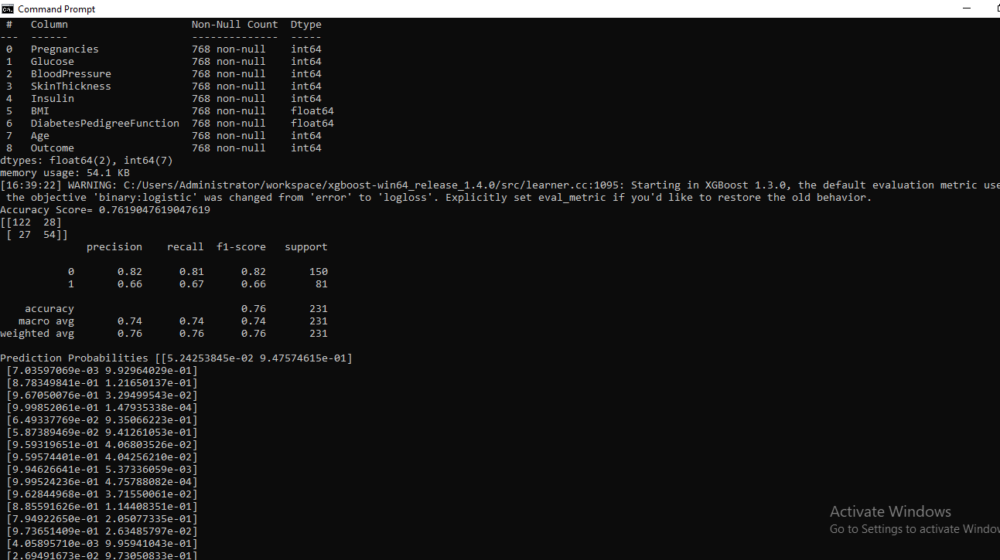 Command Prompt
#   Column                    Non-Null Count  Dtype
---  ------                    --------------  -----
0   Pregnancies               768 non-null    int64
1   Glucose                   768 non-null    int64
2   BloodPressure             768 non-null    int64
3   SkinThickness             768 non-null    int64
4   Insulin                   768 non-null    int64
5   BMI                       768 non-null    float64
6   DiabetesPedigreeFunction  768 non-null    float64
7   Age                       768 non-null    int64
8   Outcome                   768 non-null    int64
dtypes: float64(2), int64(7)
memory usage: 54.1 KB
[16:39:22] WARNING: C:/Users/Administrator/workspace/xgboost-win64_release_1.4.0/src/learner.cc:1095: Starting in XGBoost 1.3.0, the default evaluation metric use
the objective 'binary:logistic' was changed from 'error' to 'logloss'. Explicitly set eval_metric if you'd like to restore the old behavior.
Accuracy Score= 0.7619047619047619
[[122  28]
[ 27  54]]
precision    recall  f1-score   support
0       0.82      0.81      0.82       150
1       0.66      0.67      0.66        81
accuracy                           0.76       231
macro avg       0.74      0.74      0.74       231
weighted avg       0.76      0.76      0.76       231
Prediction Probabilities [[5.24253845e-02 9.47574615e-01]
[7.03597069e-03 9.92964029e-01]
[8.78349841e-01 1.21650137e-01]
[9.67050076e-01 3.29499543e-02]
[9.99852061e-01 1.47935338e-04]
[6.49337769e-02 9.35066223e-01]
[5.87389469e-02 9.41261053e-01]
[9.59319651e-01 4.06803526e-02]
[9.59574401e-01 4.04256210e-02]
[9.94626641e-01 5.37336059e-03]
[9.99524236e-01 4.75788082e-04]
[9.62844968e-01 3.71550061e-02]
[8.85591626e-01 1.14408351e-01]
[7.94922650e-01 2.05077335e-01]
[9.73651409e-01 2.63485797e-02]
[4.05895710e-03 9.95941043e-01]
[2.69491673e-02 9.73050833e-01]
Activate Windows
Go to Settings to activate Window